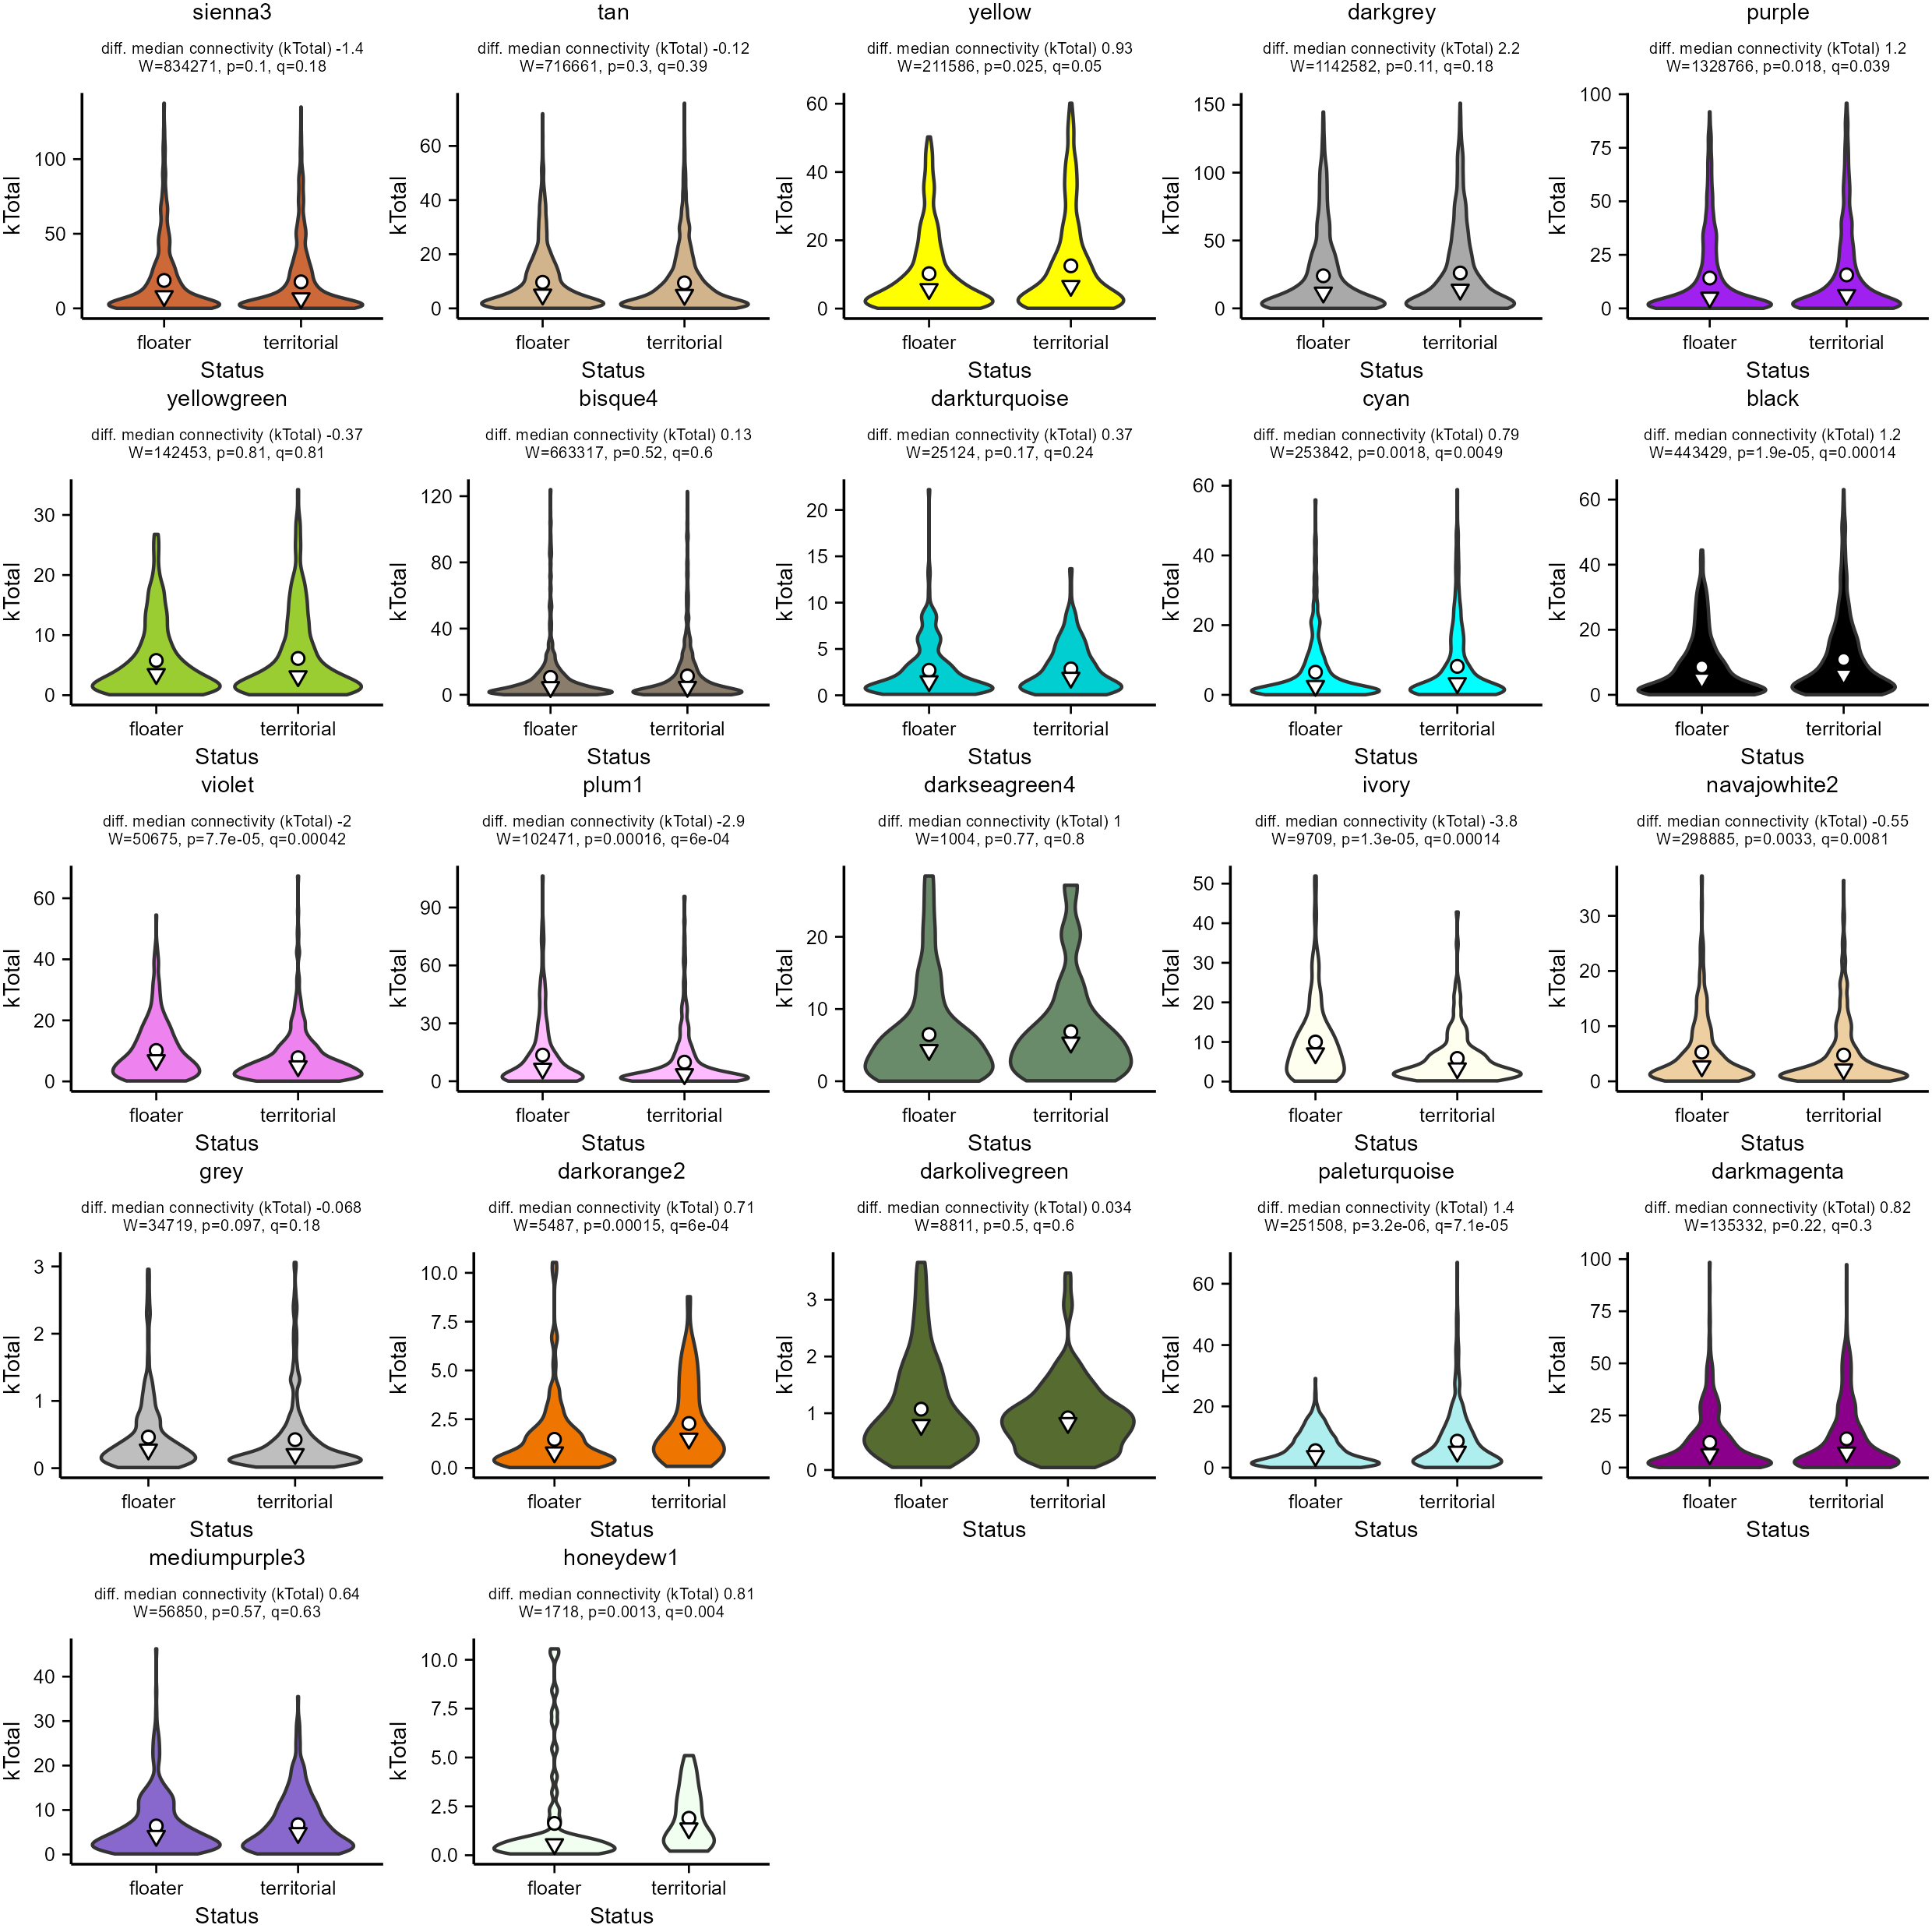 sienna3
diff. median connectivity (kTotal) -1.4
W=834271, p=0.1, q=0.18
kTotal
100
50
0
floater
territorial
Status
tan
diff. median connectivity (kTotal) -0.12
W=716661, p=0.3, q=0.39
kTotal
60
40
20
0
floater
territorial
Status
yellow
diff. median connectivity (kTotal) 0.93
W=211586, p=0.025, q=0.05
kTotal
60
40
20
0
floater
territorial
Status
darkgrey
diff. median connectivity (kTotal) 2.2
W=1142582, p=0.11, q=0.18
kTotal
150
100
50
0
floater
territorial
Status
purple
diff. median connectivity (kTotal) 1.2
W=1328766, p=0.018, q=0.039
kTotal
100
75
50
25
0
floater
territorial
Status
yellowgreen
diff. median connectivity (kTotal) -0.37
W=142453, p=0.81, q=0.81
kTotal
30
20
10
0
floater
territorial
Status
bisque4
diff. median connectivity (kTotal) 0.13
W=663317, p=0.52, q=0.6
kTotal
120
80
40
0
floater
territorial
Status
darkturquoise
diff. median connectivity (kTotal) 0.37
W=25124, p=0.17, q=0.24
kTotal
20
15
10
5
0
floater
territorial
Status
cyan
diff. median connectivity (kTotal) 0.79
W=253842, p=0.0018, q=0.0049
kTotal
60
40
20
0
floater
territorial
Status
black
diff. median connectivity (kTotal) 1.2
W=443429, p=1.9e-05, q=0.00014
kTotal
60
40
20
0
floater
territorial
Status
violet
diff. median connectivity (kTotal) -2
W=50675, p=7.7e-05, q=0.00042
kTotal
60
40
20
0
floater
territorial
Status
plum1
diff. median connectivity (kTotal) -2.9
W=102471, p=0.00016, q=6e-04
kTotal
90
60
30
0
floater
territorial
Status
darkseagreen4
diff. median connectivity (kTotal) 1
W=1004, p=0.77, q=0.8
kTotal
20
10
0
floater
territorial
Status
ivory
diff. median connectivity (kTotal) -3.8
W=9709, p=1.3e-05, q=0.00014
kTotal
50
40
30
20
10
0
floater
territorial
Status
navajowhite2
diff. median connectivity (kTotal) -0.55
W=298885, p=0.0033, q=0.0081
kTotal
30
20
10
0
floater
territorial
Status
grey
diff. median connectivity (kTotal) -0.068
W=34719, p=0.097, q=0.18
kTotal
3
2
1
0
floater
territorial
Status
darkorange2
diff. median connectivity (kTotal) 0.71
W=5487, p=0.00015, q=6e-04
kTotal
10.0
7.5
5.0
2.5
0.0
floater
territorial
Status
darkolivegreen
diff. median connectivity (kTotal) 0.034
W=8811, p=0.5, q=0.6
kTotal
3
2
1
0
floater
territorial
Status
paleturquoise
diff. median connectivity (kTotal) 1.4
W=251508, p=3.2e-06, q=7.1e-05
kTotal
60
40
20
0
floater
territorial
Status
darkmagenta
diff. median connectivity (kTotal) 0.82
W=135332, p=0.22, q=0.3
kTotal
100
75
50
25
0
floater
territorial
Status
mediumpurple3
diff. median connectivity (kTotal) 0.64
W=56850, p=0.57, q=0.63
kTotal
40
30
20
10
0
floater
territorial
Status
honeydew1
diff. median connectivity (kTotal) 0.81
W=1718, p=0.0013, q=0.004
kTotal
10.0
7.5
5.0
2.5
0.0
floater
territorial
Status